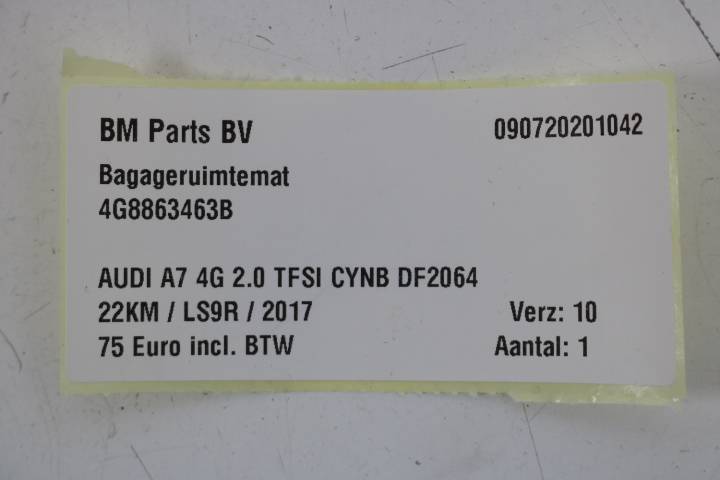 BM Parts BV 090720201042
Bagageruimtemat
4G8863463B
AUDI A7 4G 2.0 TFSI CYNB DF2064
22KM / LS9R / 2017 Verz: 10
75 Euro incl. BTW Aantal: 1